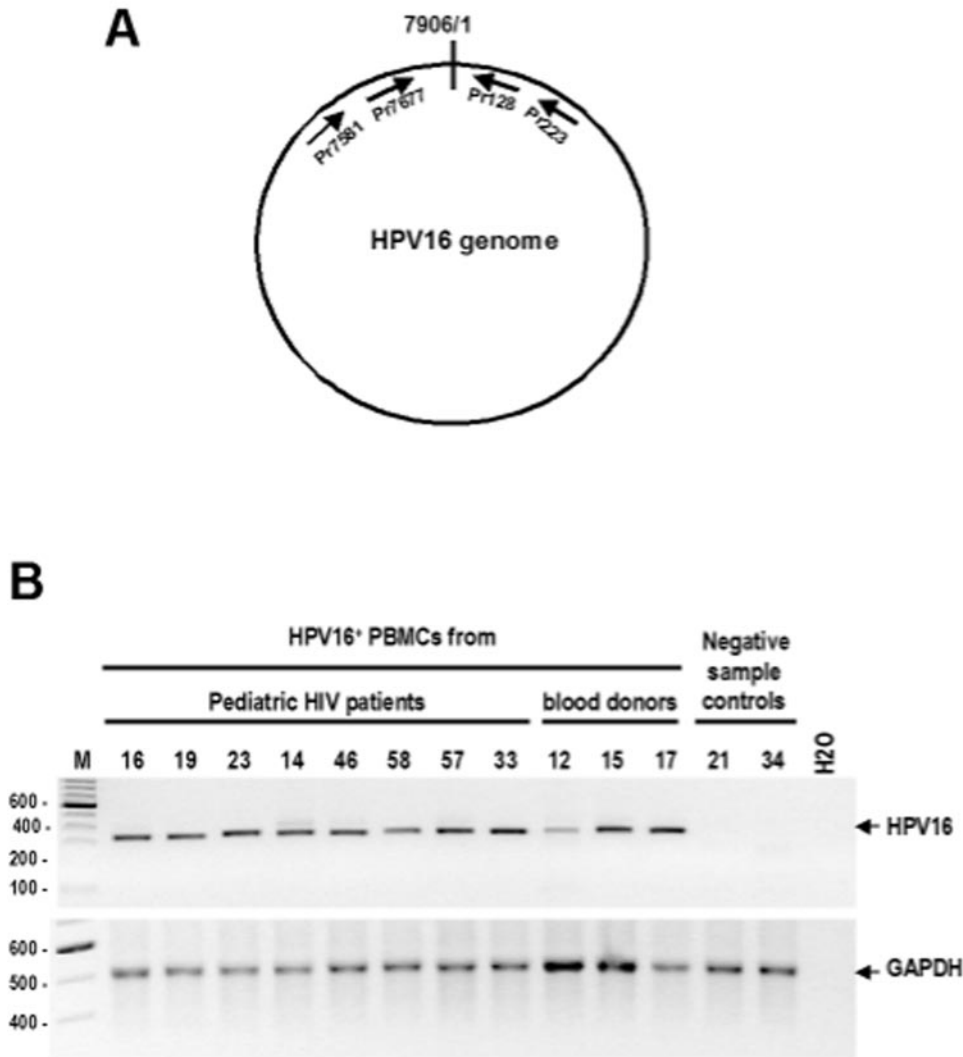 A
7906/1
Pr7581
Pr7677
Pr128
Pr223
HPV16 genome
B
HPV16⁺ PBMCs from
Negative
sample
controls
Pediatric HIV patients
blood donors
M 16 19 23 14 46 58 57 33 12 15 17 21 34 H2O
600 -
400 -
200 -
100 -
HPV16
600 -
500 -
400 -
GAPDH